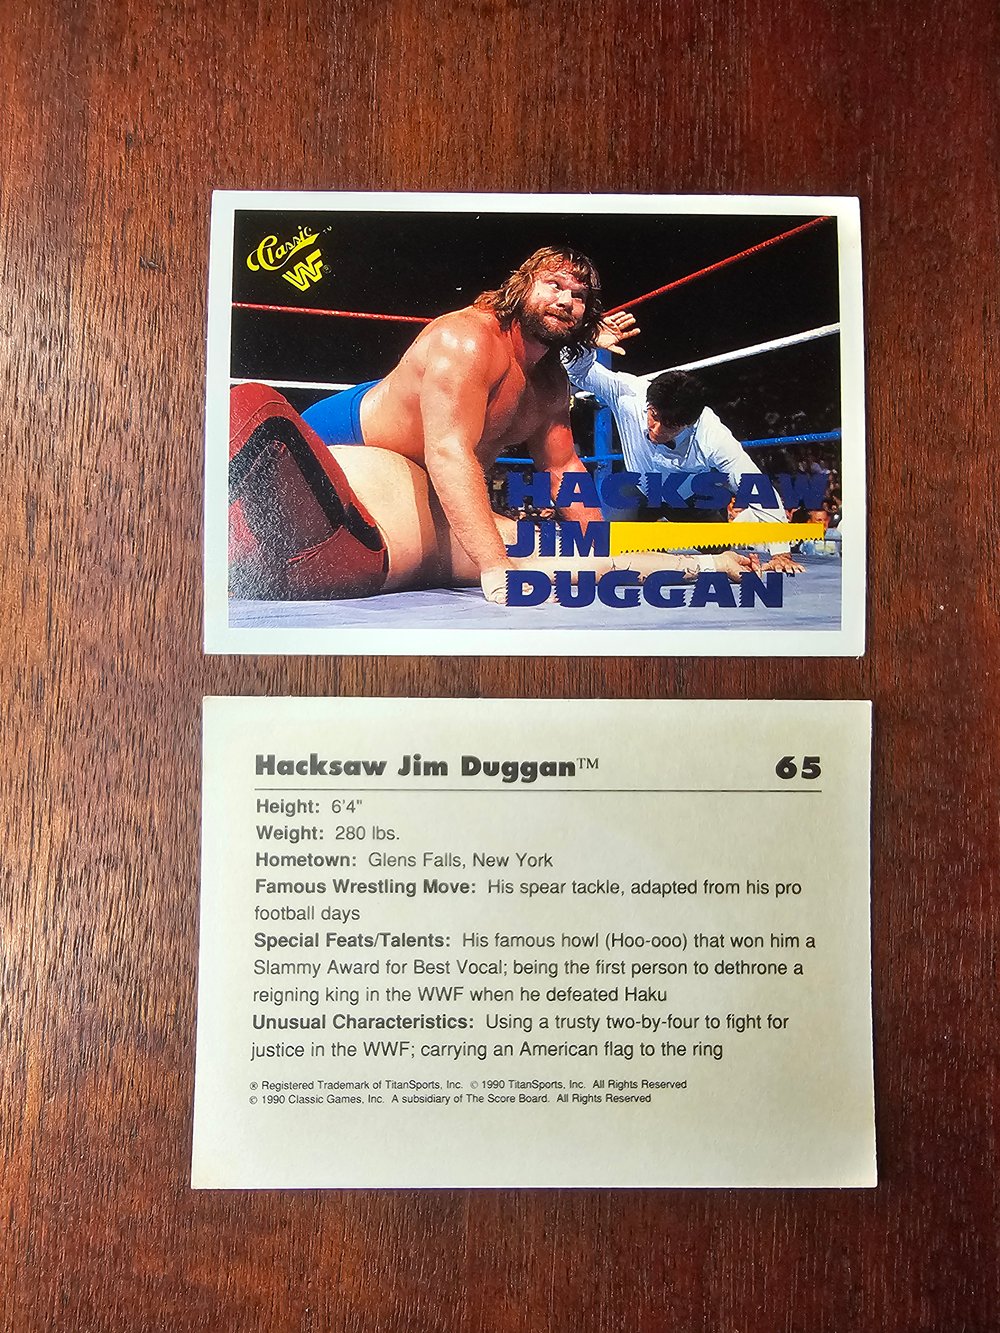 Classic™
WF®
HACKSAW
JIM
DUGGAN™
Hacksaw Jim Duggan™ 65
Height: 6'4"
Weight: 280 lbs.
Hometown: Glens Falls, New York
Famous Wrestling Move: His spear tackle, adapted from his pro
football days
Special Feats/Talents: His famous howl (Hoo-ooo) that won him a
Slammy Award for Best Vocal; being the first person to dethrone a
reigning king in the WWF when he defeated Haku
Unusual Characteristics: Using a trusty two-by-four to fight for
justice in the WWF; carrying an American flag to the ring
® Registered Trademark of TitanSports, Inc. © 1990 TitanSports, Inc. All Rights Reserved
© 1990 Classic Games, Inc. A subsidiary of The Score Board. All Rights Reserved